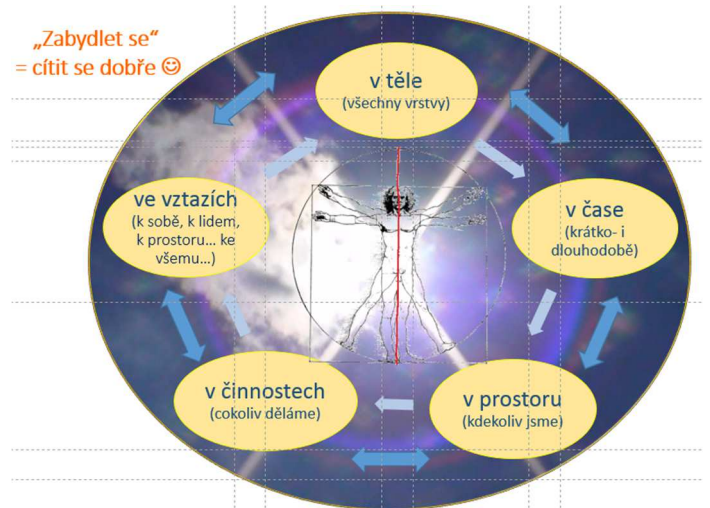 „Zabydlet se“
= cítit se dobře ☺
v těle
(všechny vrstvy)
v čase
(krátko- i
dlouhodobě)
v prostoru
(kdekoliv jsme)
v činnostech
(cokoliv děláme)
ve vztazích
(k sobě, k lidem,
k prostoru... ke
všemu...)